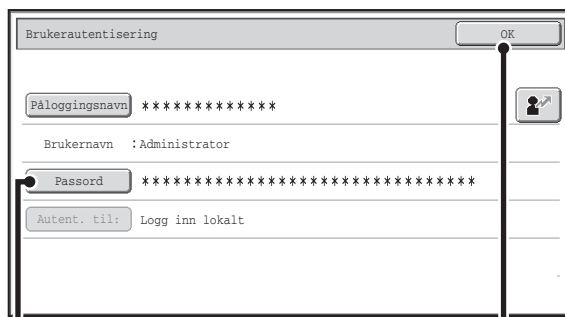 Brukerautentisering OK
Påloggingsnavn *************
Brukernavn :Administrator
Passord ********************************
Autent. til: Logg inn lokalt